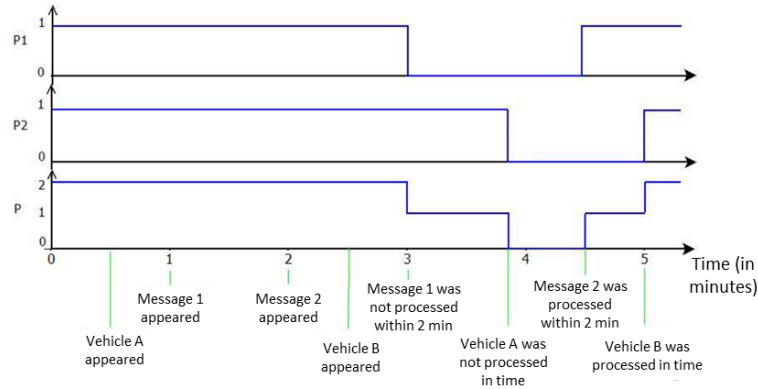 1
P1
0
1
P2
0
2
P
1
0
0 1 2 3 4 5
Time (in
minutes)
Message 1
appeared
Message 2
appeared
Message 1 was
not processed
within 2 min
Message 2 was
processed
within 2 min
Vehicle A
appeared
Vehicle B
appeared
Vehicle A was
not processed
in time
Vehicle B was
processed in time